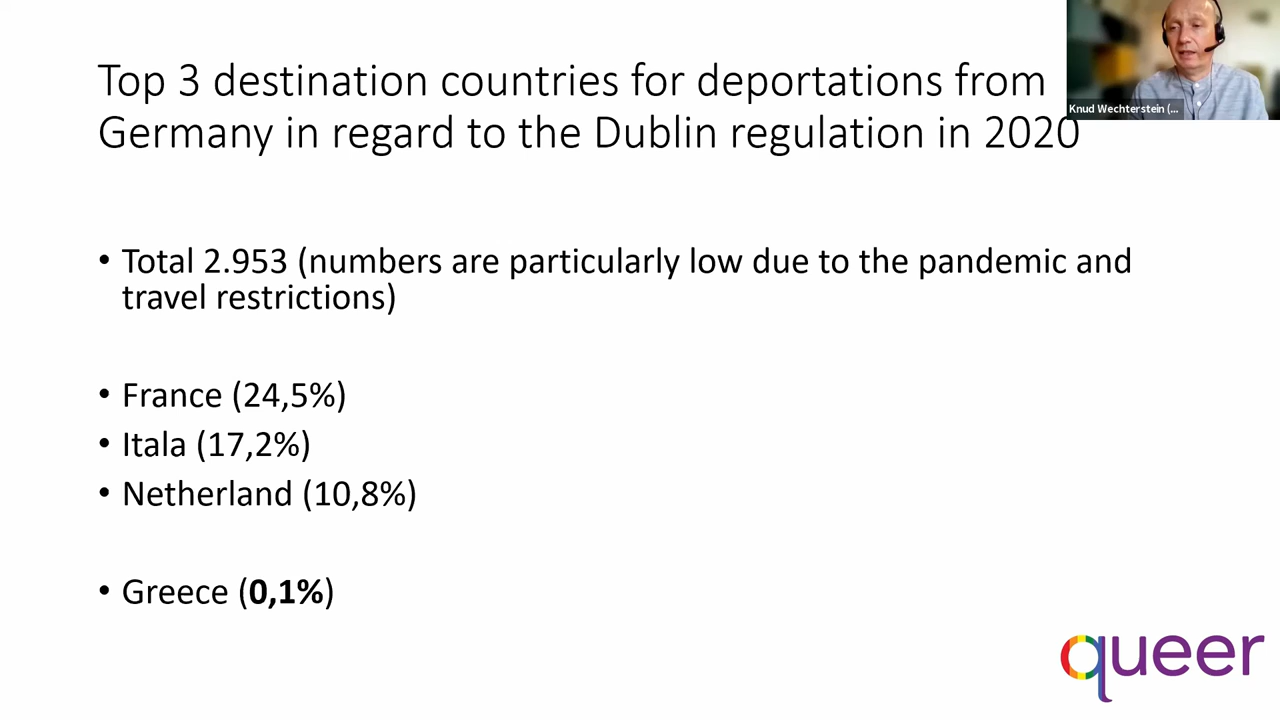 Top 3 destination countries for deportations from
Germany in regard to the Dublin regulation in 2020
Knud Wechterstein (...
• Total 2.953 (numbers are particularly low due to the pandemic and
travel restrictions)
• France (24,5%)
• Itala (17,2%)
• Netherland (10,8%)
• Greece (0,1%)
queer